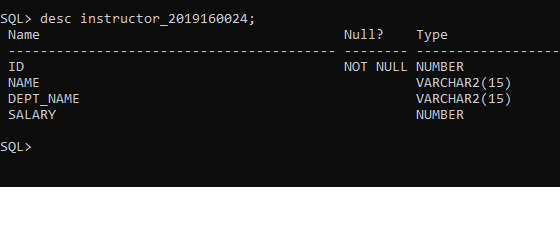 SQL> desc instructor_2019160024;
 Name                                      Null?    Type
 ----------------------------------------- -------- ------------------
 ID                                        NOT NULL NUMBER
 NAME                                               VARCHAR2(15)
 DEPT_NAME                                          VARCHAR2(15)
 SALARY                                             NUMBER
SQL>